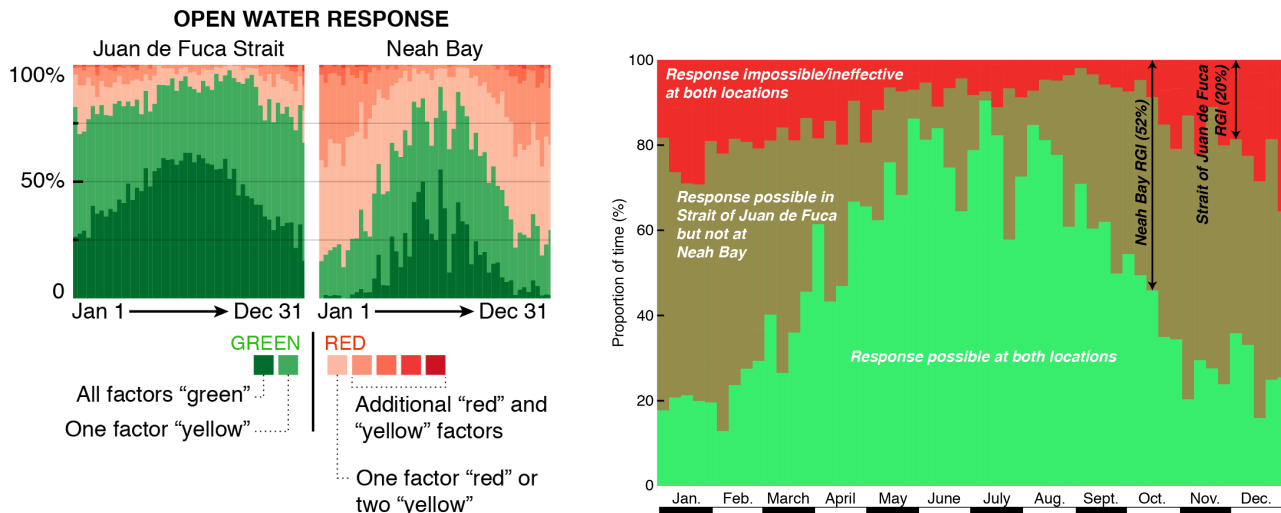 OPEN WATER RESPONSE
Juan de Fuca Strait
Neah Bay
100%
50%
0
Jan 1
Dec 31
Jan 1
Dec 31
GREEN
RED
All factors “green”
One factor “yellow”
Additional “red” and
“yellow” factors
One factor “red” or
two “yellow”
Proportion of time (%)
100
80
60
40
20
0
Response impossible/ineffective
at both locations
Response possible in
Strait of Juan de Fuca
but not at
Neah Bay
Response possible at both locations
Neah Bay RGI (52%)
Strait of Juan de Fuca
RGI (20%)
Jan.
Feb.
March
April
May
June
July
Aug.
Sept.
Oct.
Nov.
Dec.